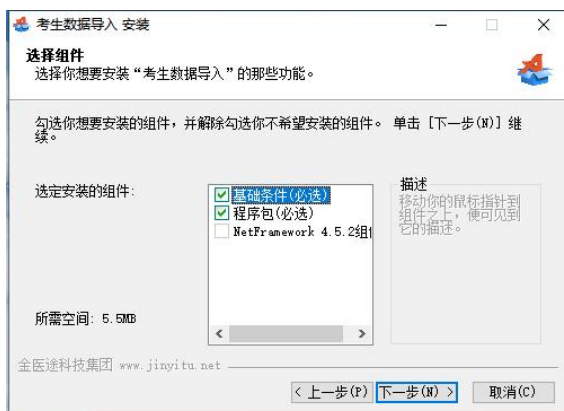 考生数据导入 安装
选择组件
选择你想要安装“考生数据导入”的那些功能。
勾选你想要安装的组件，并解除勾选你不希望安装的组件。 单击 [下一步(N)] 继
续。
选定安装的组件:
基础条件(必选)
程序包(必选)
NetFramework 4.5.2组
描述
移动你的鼠标指针到
组件之上，便可见到
它的描述。
所需空间: 5.5MB
金医途科技集团 www.jinyitu.net
< 上一步(P)
下一步(N) >
取消(C)